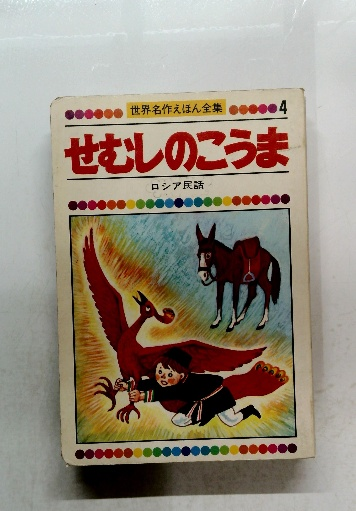 世界名作えほん全集 4
せむしのこうま
ロシア民話